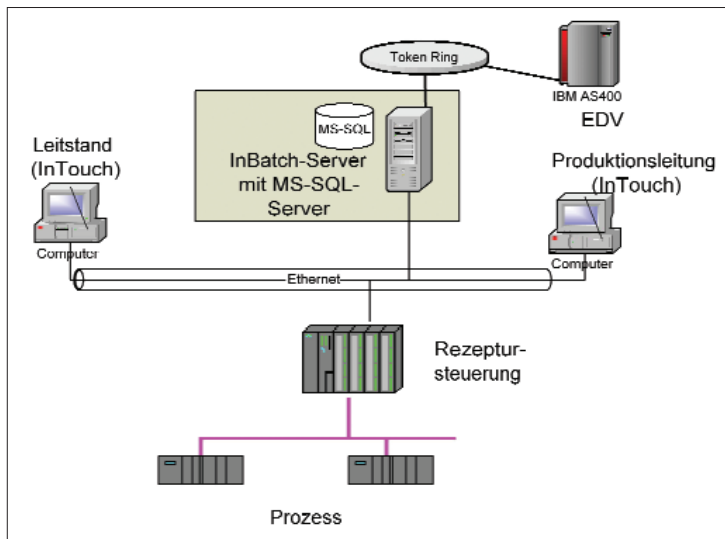 Token Ring
IBM AS400
EDV
MS-SQL
InBatch-Server
mit MS-SQL-
Server
Leitstand
(InTouch)
Computer
Produktionsleitung
(InTouch)
Computer
Ethernet
Rezeptur-
steuerung
Prozess